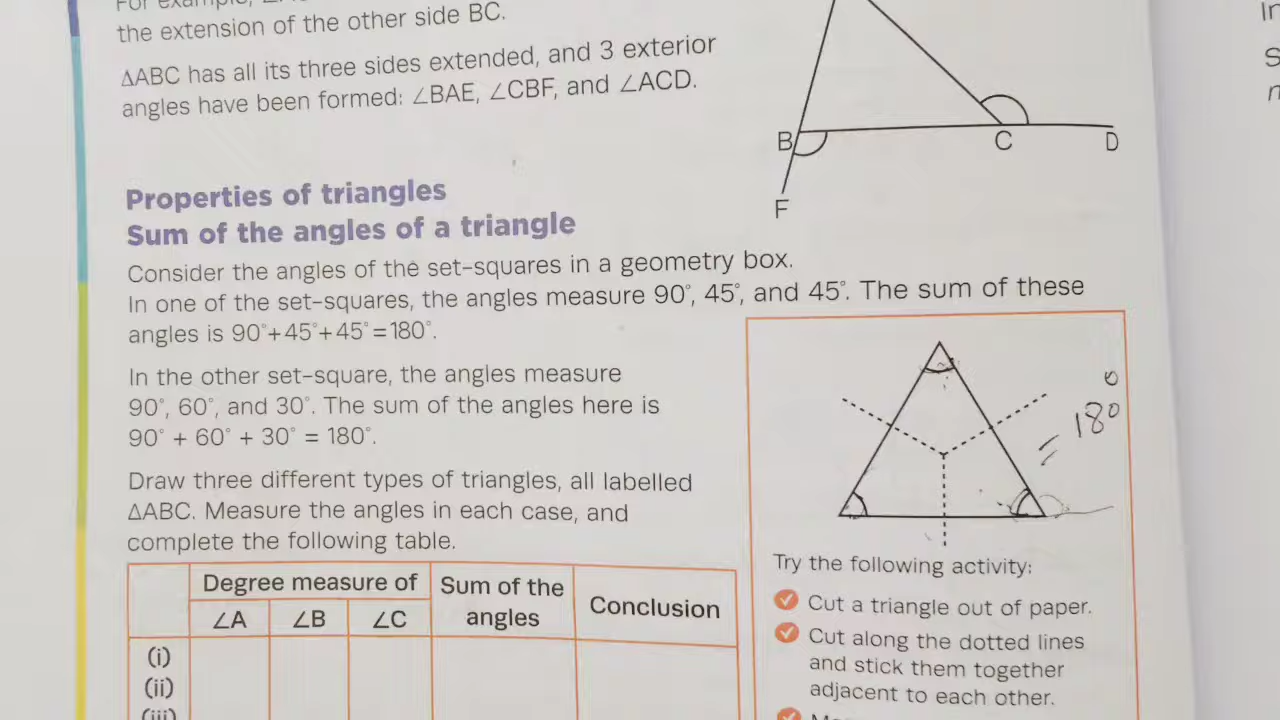 the extension of the other side BC.
∆ABC has all its three sides extended, and 3 exterior
angles have been formed: ∠BAE, ∠CBF, and ∠ACD.
B
C
D
F
Properties of triangles
Sum of the angles of a triangle
Consider the angles of the set-squares in a geometry box.
In one of the set-squares, the angles measure 90°, 45°, and 45°. The sum of these
angles is 90°+45°+45°=180°.
In the other set-square, the angles measure
90°, 60°, and 30°. The sum of the angles here is
90° + 60° + 30° = 180°.
Draw three different types of triangles, all labelled
∆ABC. Measure the angles in each case, and
complete the following table.
Degree measure of
Sum of the
angles
Conclusion
∠A
∠B
∠C
(i)
(ii)
(iii)
= 180°
Try the following activity:
Cut a triangle out of paper.
Cut along the dotted lines
and stick them together
adjacent to each other.